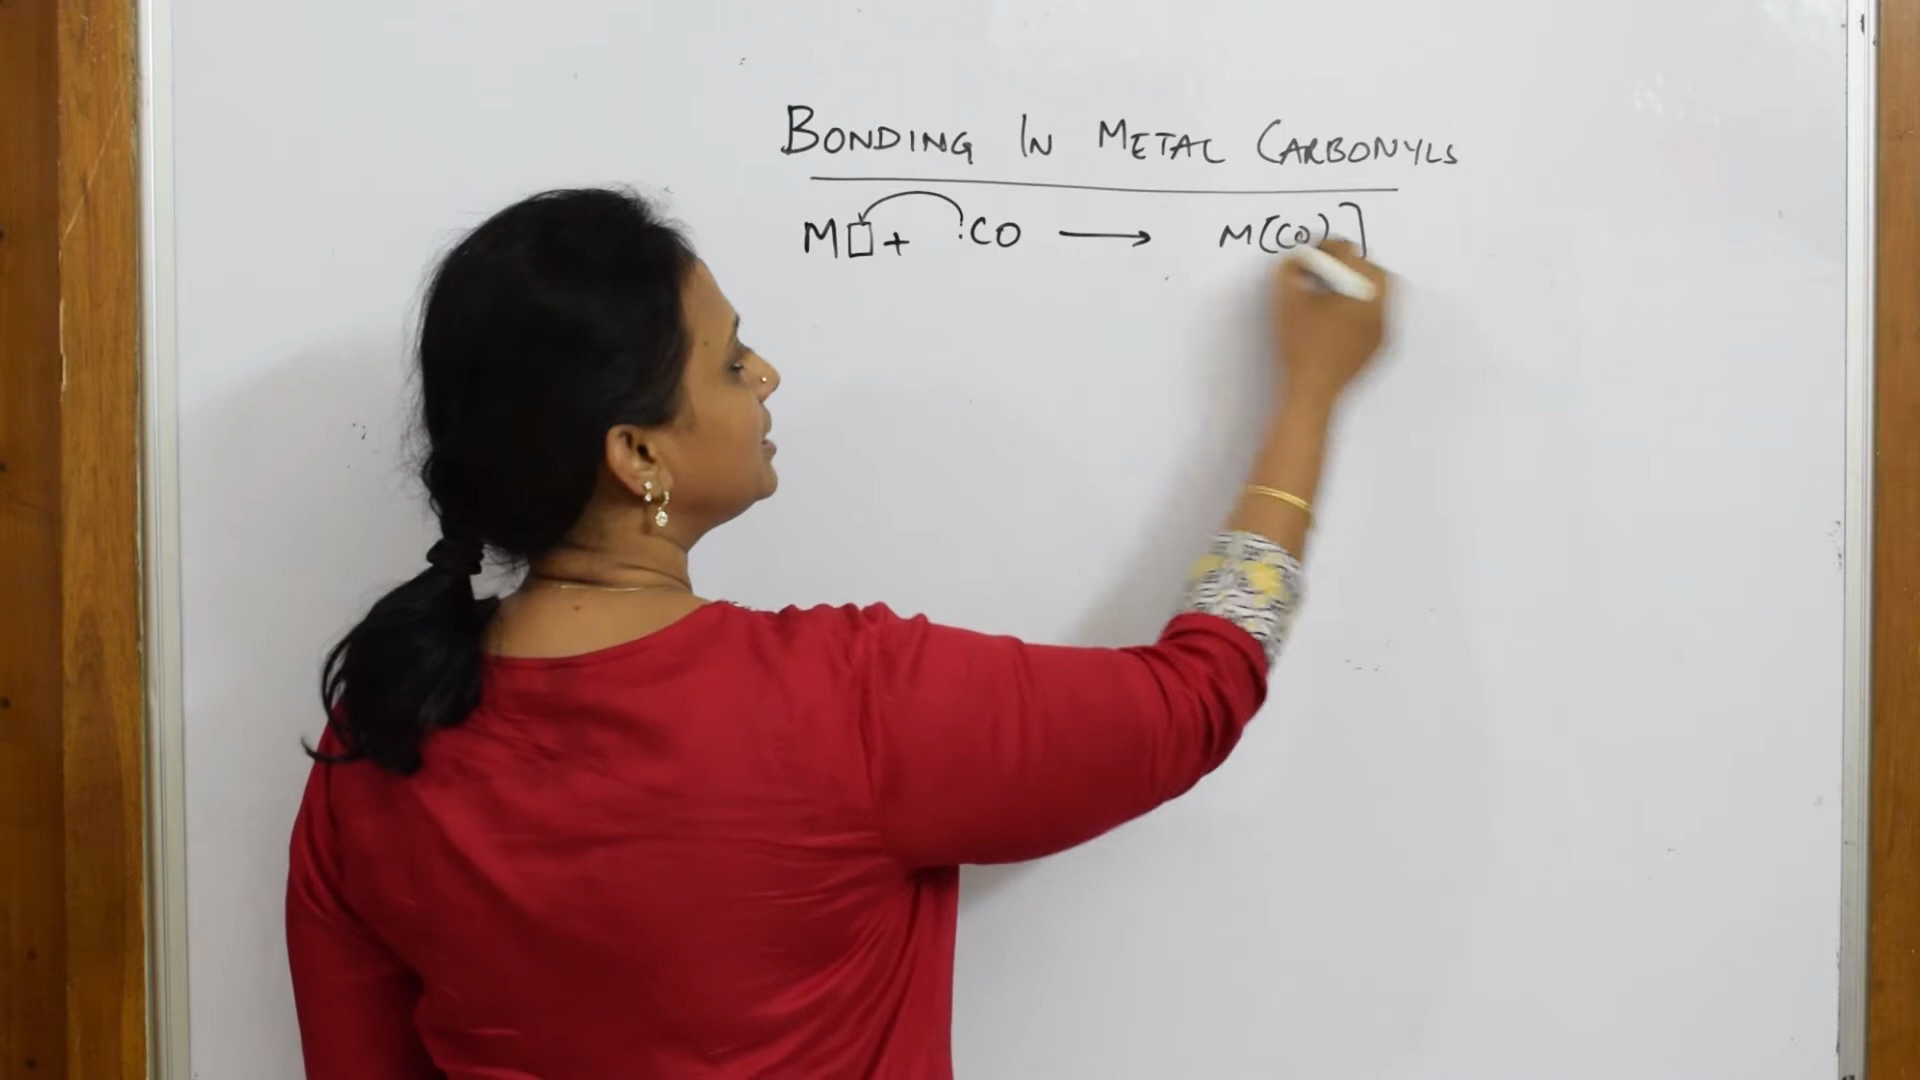 BONDING IN METAL CARBONYLS
M□+ :CO ⟶ M[(CO)]